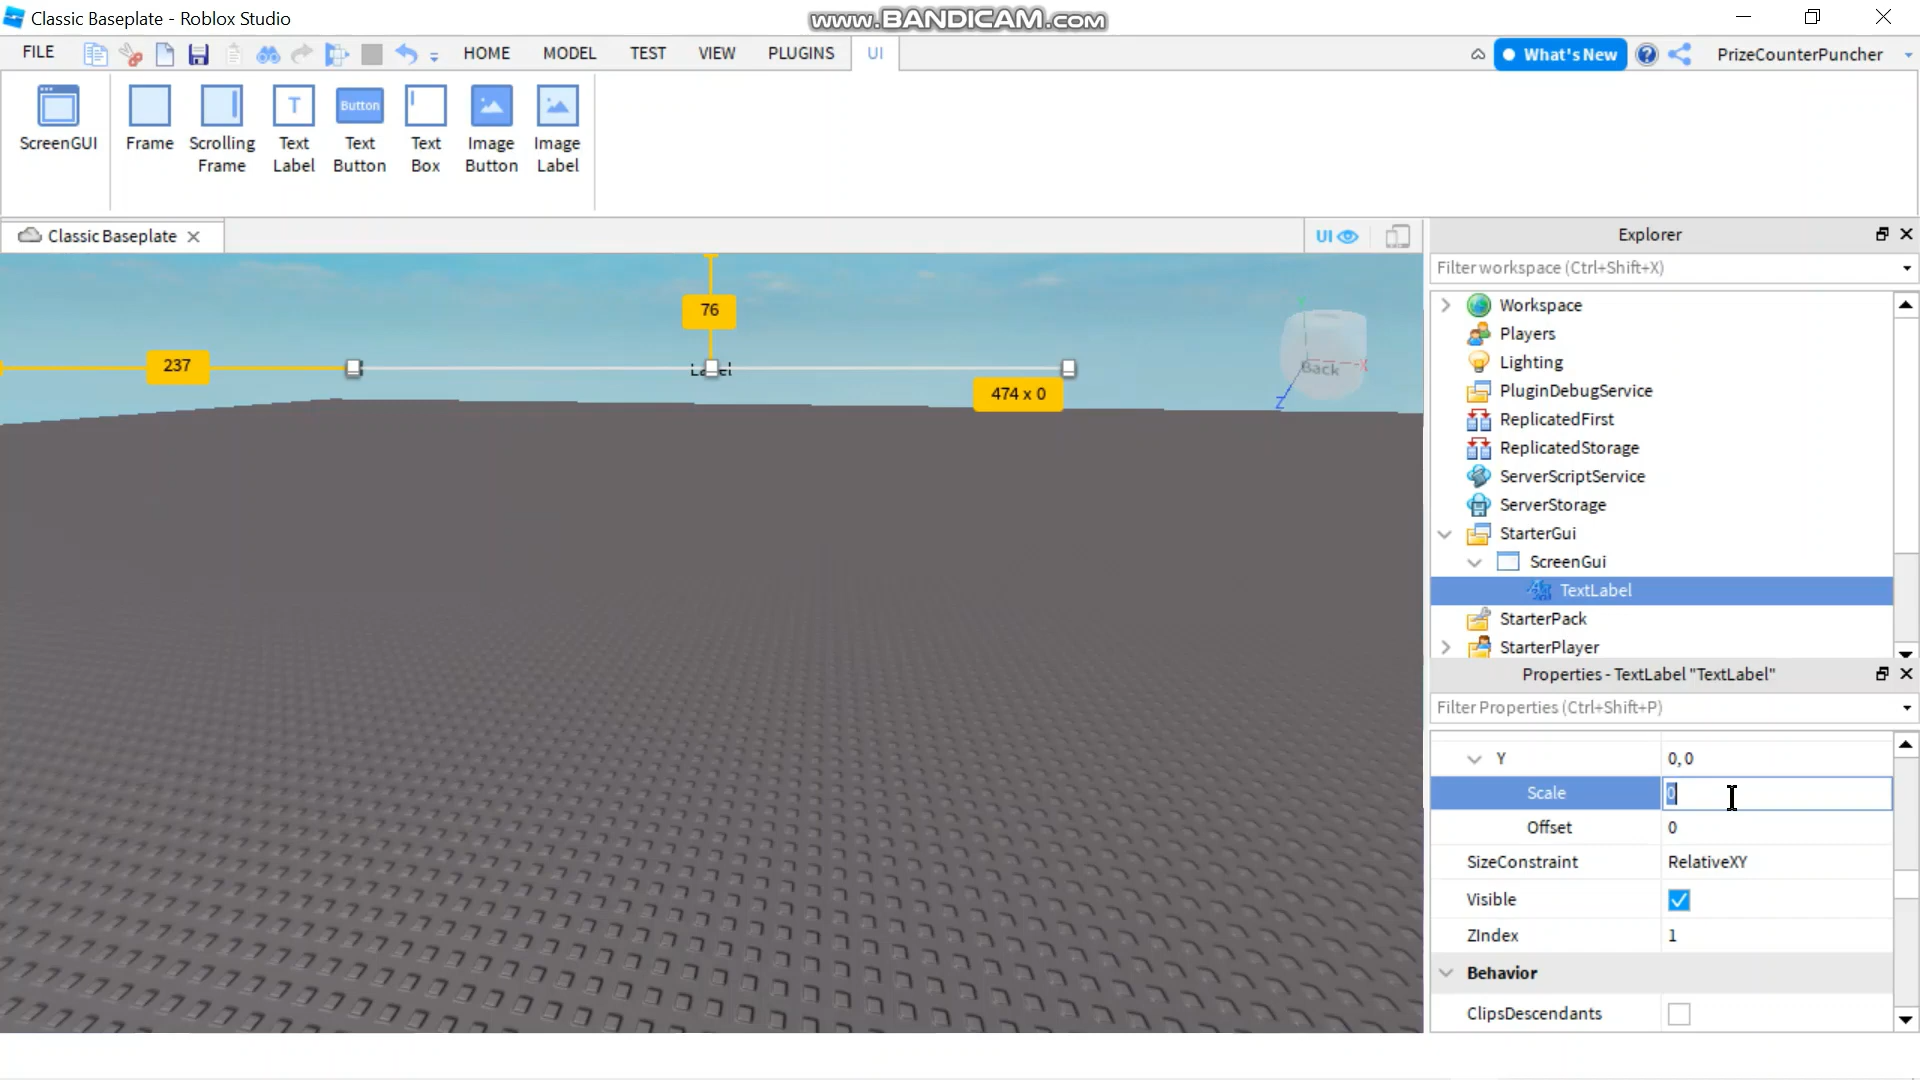 Classic Baseplate - Roblox Studio
www.BANDICAM.com
FILE HOME MODEL TEST VIEW PLUGINS UI
What's New PrizeCounterPuncher
ScreenGUI
Frame
Scrolling Frame
Text Label
Text Button
Button
Text Box
Image Button
Image Label
Classic Baseplate
UI
76
237
474 x 0
Back
X
Z
Explorer
Filter workspace (Ctrl+Shift+X)
Workspace
Players
Lighting
PluginDebugService
ReplicatedFirst
ReplicatedStorage
ServerScriptService
ServerStorage
StarterGui
ScreenGui
TextLabel
StarterPack
StarterPlayer
Properties - TextLabel "TextLabel"
Filter Properties (Ctrl+Shift+P)
Y 0, 0
Scale 0
Offset 0
SizeConstraint RelativeXY
Visible
ZIndex 1
Behavior
ClipsDescendants